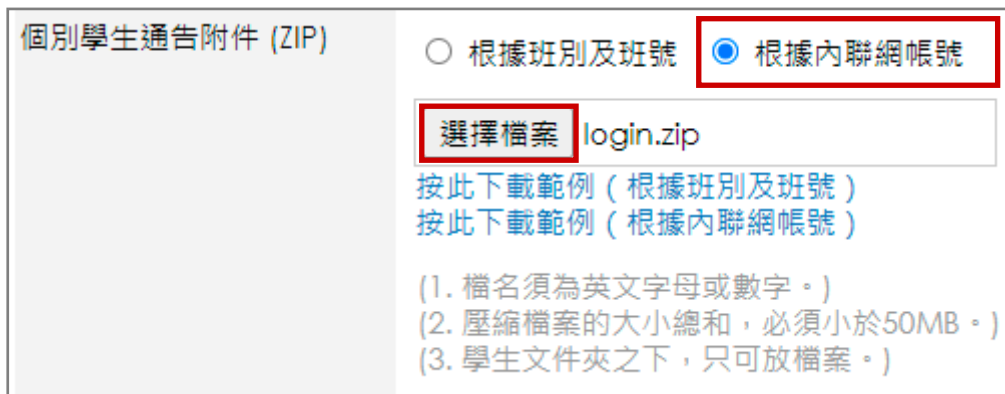 個別學生通告附件 (ZIP)
根據班別及班號 根據內聯網帳號
選擇檔案 login.zip
按此下載範例 ( 根據班別及班號 )
按此下載範例 ( 根據內聯網帳號 )
(1. 檔名須為英文字母或數字。)
(2. 壓縮檔案的大小總和，必須小於50MB。)
(3. 學生文件夾之下，只可放檔案。)